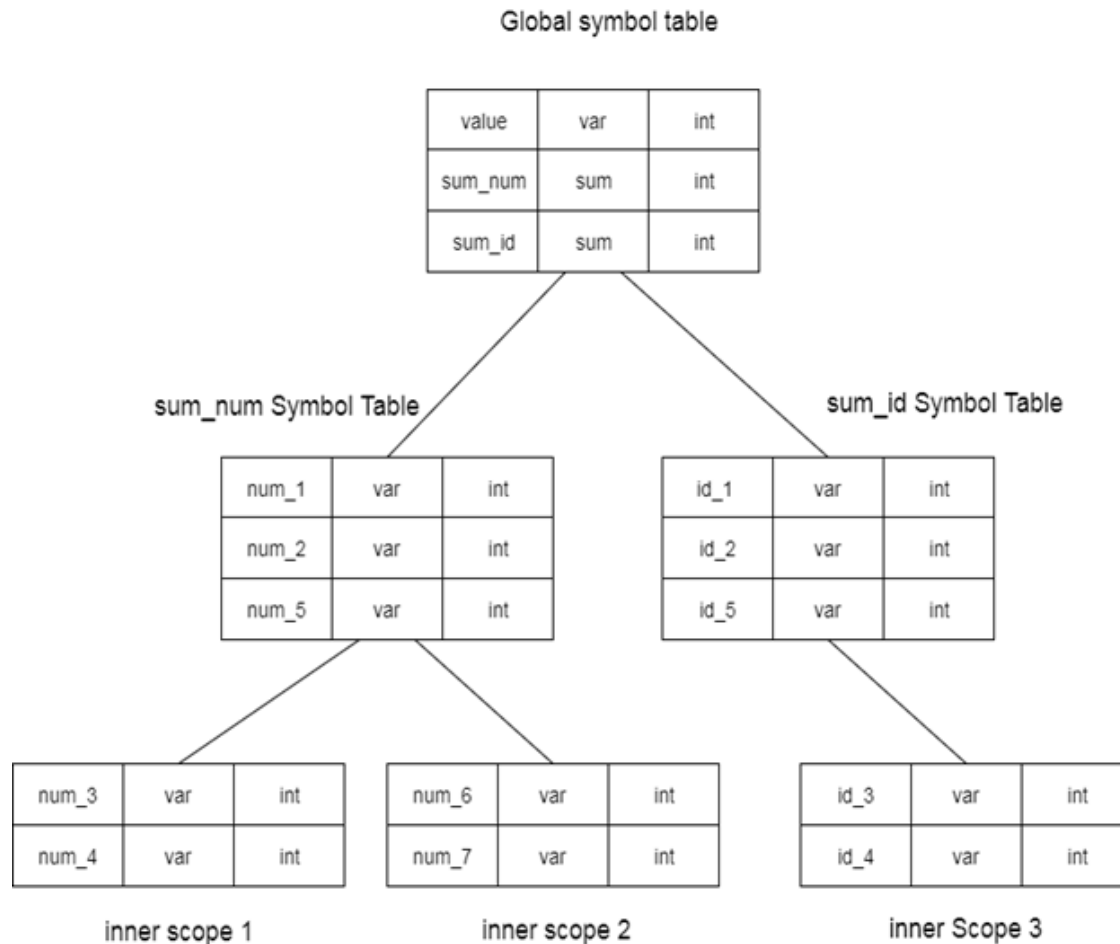 Global symbol table
value var int
sum_num sum int
sum_id sum int
sum_num Symbol Table
sum_id Symbol Table
num_1 var int
num_2 var int
num_5 var int
id_1 var int
id_2 var int
id_5 var int
num_3 var int
num_4 var int
inner scope 1
num_6 var int
num_7 var int
inner scope 2
id_3 var int
id_4 var int
inner Scope 3